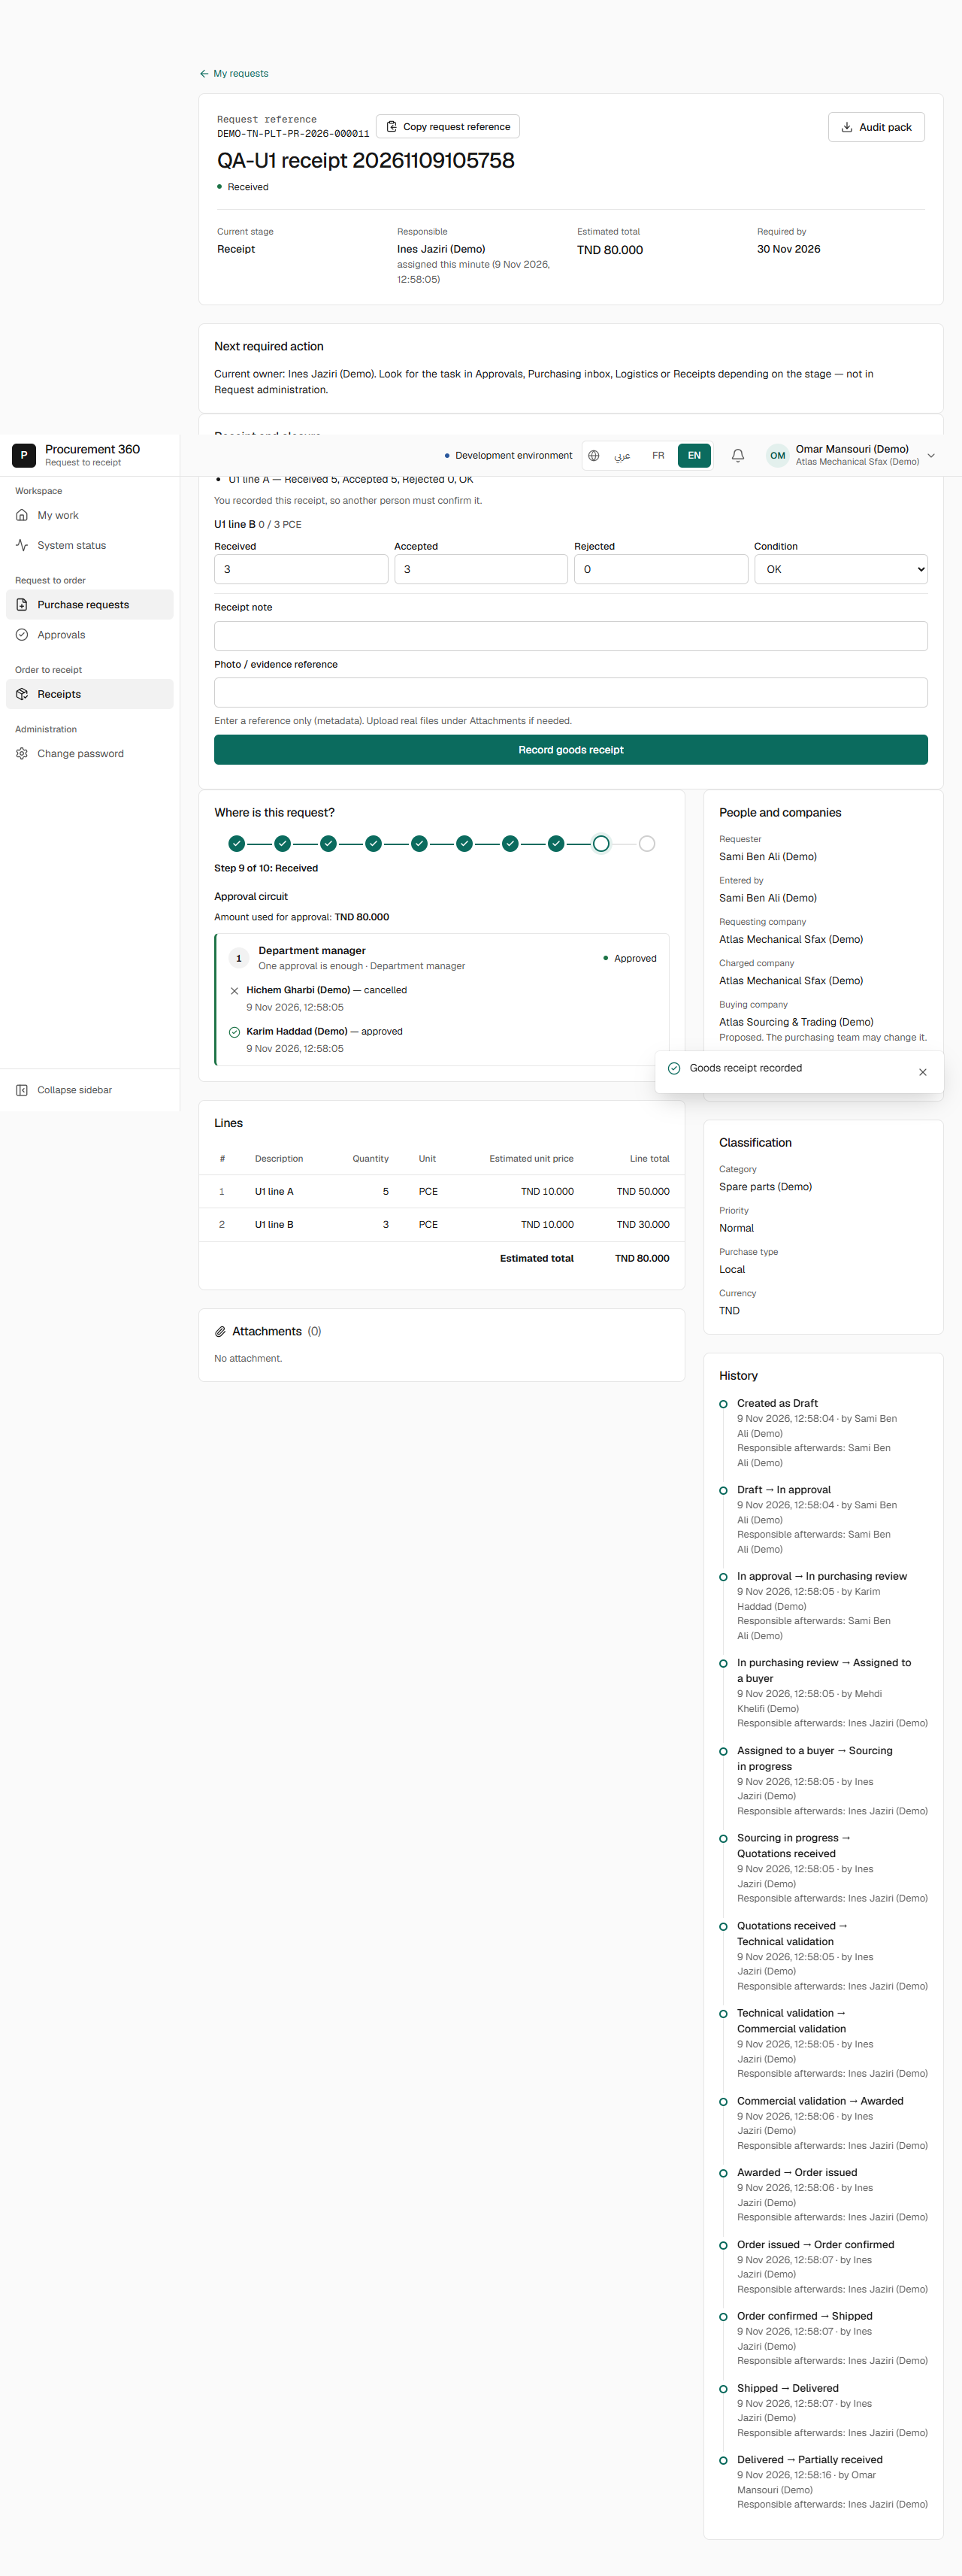 My requests
Request reference
DEMO-TN-PLT-PR-2026-000011
Copy request reference
Audit pack
QA-U1 receipt 20261109105758
Received
Current stage
Receipt
Responsible
Ines Jaziri (Demo)
assigned this minute (9 Nov 2026,
12:58:05)
Estimated total
TND 80.000
Required by
30 Nov 2026
Next required action
Current owner: Ines Jaziri (Demo). Look for the task in Approvals, Purchasing inbox, Logistics or Receipts depending on the stage — not in
Request administration.
P
Procurement 360
Request to receipt
Development environment
عربي
FR
EN
OM
Omar Mansouri (Demo)
Atlas Mechanical Sfax (Demo)
Workspace
My work
System status
Request to order
Purchase requests
Approvals
Order to receipt
Receipts
Administration
Change password
Collapse sidebar
U1 line A — Received 5, Accepted 5, Rejected 0, OK
You recorded this receipt, so another person must confirm it.
U1 line B 0 / 3 PCE
Received
Accepted
Rejected
Condition
3
3
0
OK
Receipt note
Photo / evidence reference
Enter a reference only (metadata). Upload real files under Attachments if needed.
Record goods receipt
Where is this request?
Step 9 of 10: Received
Approval circuit
Amount used for approval: TND 80.000
1
Department manager
One approval is enough · Department manager
Approved
Hichem Gharbi (Demo) — cancelled
9 Nov 2026, 12:58:05
Karim Haddad (Demo) — approved
9 Nov 2026, 12:58:05
People and companies
Requester
Sami Ben Ali (Demo)
Entered by
Sami Ben Ali (Demo)
Requesting company
Atlas Mechanical Sfax (Demo)
Charged company
Atlas Mechanical Sfax (Demo)
Buying company
Atlas Sourcing & Trading (Demo)
Proposed. The purchasing team may change it.
Goods receipt recorded
Lines
# Description Quantity Unit Estimated unit price Line total
1 U1 line A 5 PCE TND 10.000 TND 50.000
2 U1 line B 3 PCE TND 10.000 TND 30.000
Estimated total TND 80.000
Attachments (0)
No attachment.
Classification
Category
Spare parts (Demo)
Priority
Normal
Purchase type
Local
Currency
TND
History
Created as Draft
9 Nov 2026, 12:58:04 · by Sami Ben
Ali (Demo)
Responsible afterwards: Sami Ben
Ali (Demo)
Draft → In approval
9 Nov 2026, 12:58:04 · by Sami Ben
Ali (Demo)
Responsible afterwards: Sami Ben
Ali (Demo)
In approval → In purchasing review
9 Nov 2026, 12:58:05 · by Karim
Haddad (Demo)
Responsible afterwards: Sami Ben
Ali (Demo)
In purchasing review → Assigned to
a buyer
9 Nov 2026, 12:58:05 · by Mehdi
Khelifi (Demo)
Responsible afterwards: Ines Jaziri (Demo)
Assigned to a buyer → Sourcing
in progress
9 Nov 2026, 12:58:05 · by Ines
Jaziri (Demo)
Responsible afterwards: Ines Jaziri (Demo)
Sourcing in progress →
Quotations received
9 Nov 2026, 12:58:05 · by Ines
Jaziri (Demo)
Responsible afterwards: Ines Jaziri (Demo)
Quotations received →
Technical validation
9 Nov 2026, 12:58:05 · by Ines
Jaziri (Demo)
Responsible afterwards: Ines Jaziri (Demo)
Technical validation →
Commercial validation
9 Nov 2026, 12:58:05 · by Ines
Jaziri (Demo)
Responsible afterwards: Ines Jaziri (Demo)
Commercial validation → Awarded
9 Nov 2026, 12:58:06 · by Ines
Jaziri (Demo)
Responsible afterwards: Ines Jaziri (Demo)
Awarded → Order issued
9 Nov 2026, 12:58:06 · by Ines
Jaziri (Demo)
Responsible afterwards: Ines Jaziri (Demo)
Order issued → Order confirmed
9 Nov 2026, 12:58:07 · by Ines
Jaziri (Demo)
Responsible afterwards: Ines Jaziri (Demo)
Order confirmed → Shipped
9 Nov 2026, 12:58:07 · by Ines
Jaziri (Demo)
Responsible afterwards: Ines Jaziri (Demo)
Shipped → Delivered
9 Nov 2026, 12:58:07 · by Ines
Jaziri (Demo)
Responsible afterwards: Ines Jaziri (Demo)
Delivered → Partially received
9 Nov 2026, 12:58:16 · by Omar
Mansouri (Demo)
Responsible afterwards: Ines Jaziri (Demo)